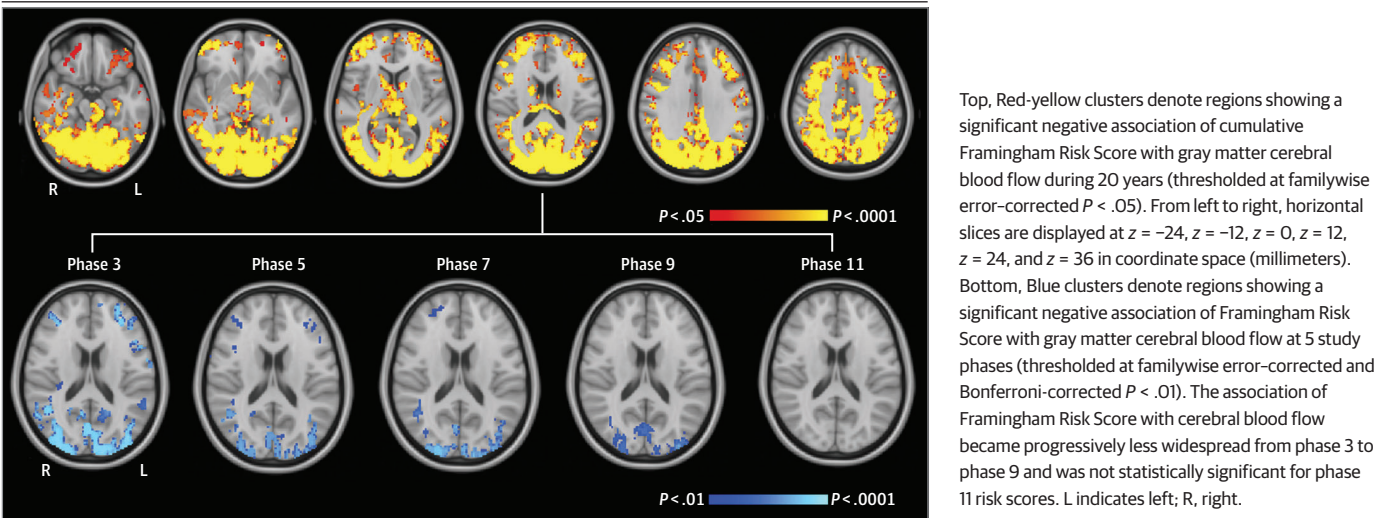 R L
P < .05 P < .0001
Phase 3 Phase 5 Phase 7 Phase 9 Phase 11
R L
P < .01 P < .0001
Top, Red-yellow clusters denote regions showing a
significant negative association of cumulative
Framingham Risk Score with gray matter cerebral
blood flow during 20 years (thresholded at familywise
error–corrected P < .05). From left to right, horizontal
slices are displayed at z = −24, z = −12, z = 0, z = 12,
z = 24, and z = 36 in coordinate space (millimeters).
Bottom, Blue clusters denote regions showing a
significant negative association of Framingham Risk
Score with gray matter cerebral blood flow at 5 study
phases (thresholded at familywise error–corrected and
Bonferroni-corrected P < .01). The association of
Framingham Risk Score with cerebral blood flow
became progressively less widespread from phase 3 to
phase 9 and was not statistically significant for phase
11 risk scores. L indicates left; R, right.